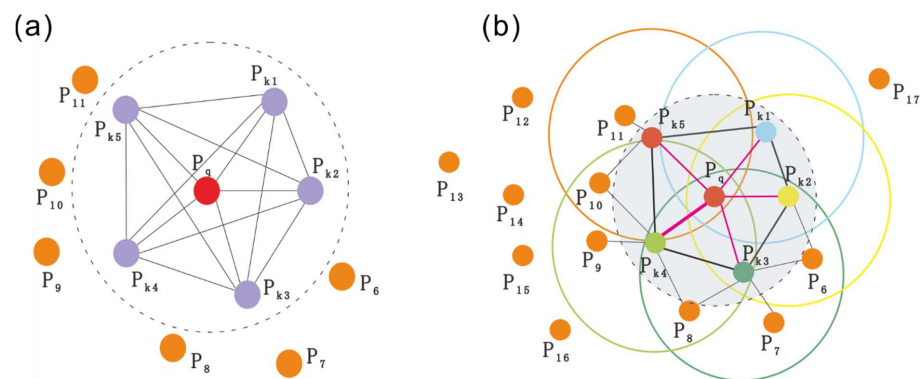 (a)
P11
Pk5
Pk1
P10
Pq
Pk2
P9
Pk4
Pk3
P6
P8
P7
(b)
P17
P12
P11
Pk5
Pk1
P13
Pq
P10
Pk2
P14
P9
Pk4
Pk3
P15
P6
P8
P7
P16